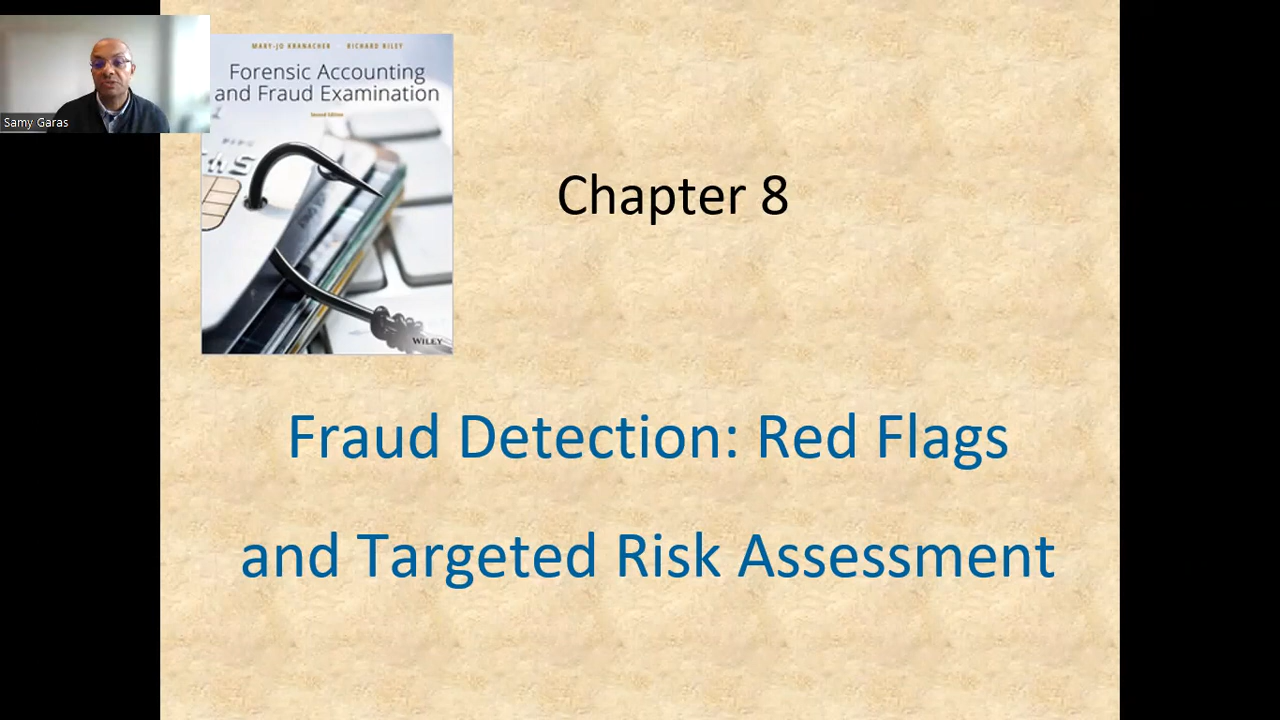 Samy Garas
MARY-JO KRANACHER RICHARD RILEY
Forensic Accounting
and Fraud Examination
Second Edition
WILEY
Chapter 8
Fraud Detection: Red Flags
and Targeted Risk Assessment